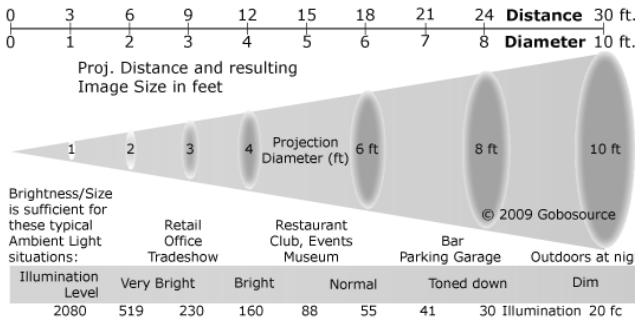 0 3 6 9 12 15 18 21 24 Distance 30 ft.
0 1 2 3 4 5 6 7 8 Diameter 10 ft.
Proj. Distance and resulting
Image Size in feet
1 2 3 4 Projection Diameter (ft) 6 ft 8 ft 10 ft
© 2009 Gobosource
Brightness/Size
is sufficient for
these typical
Ambient Light
situations:
Retail
Office
Tradeshow
Restaurant
Club, Events
Museum
Bar
Parking Garage
Outdoors at nig
Illumination
Level
Very Bright Bright Normal Toned down Dim
2080 519 230 160 88 55 41 30 Illumination 20 fc